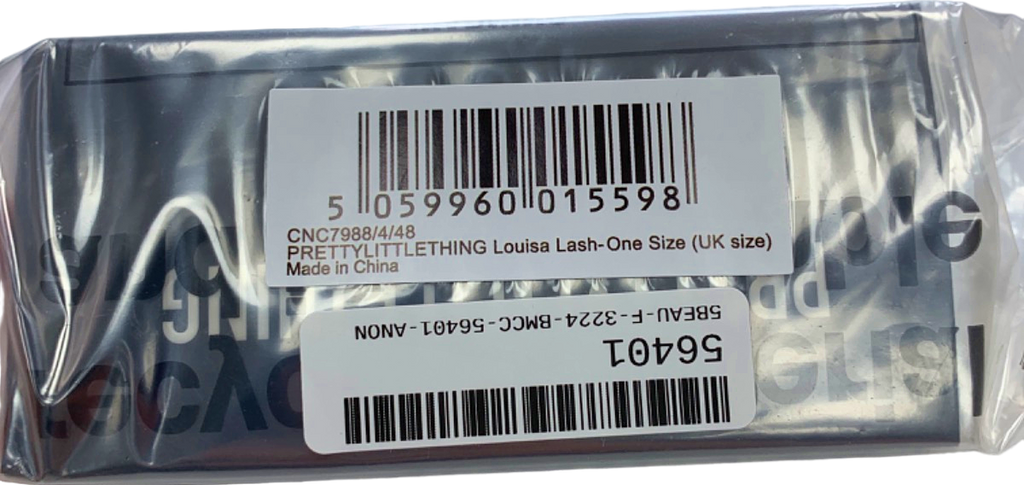 5 059960 015598
CNC7988/4/48
PRETTYLITTLETHING Louisa Lash-One Size (UK size)
Made in China
5BEAU-F-3224-BMCC-56401-ANON
56401